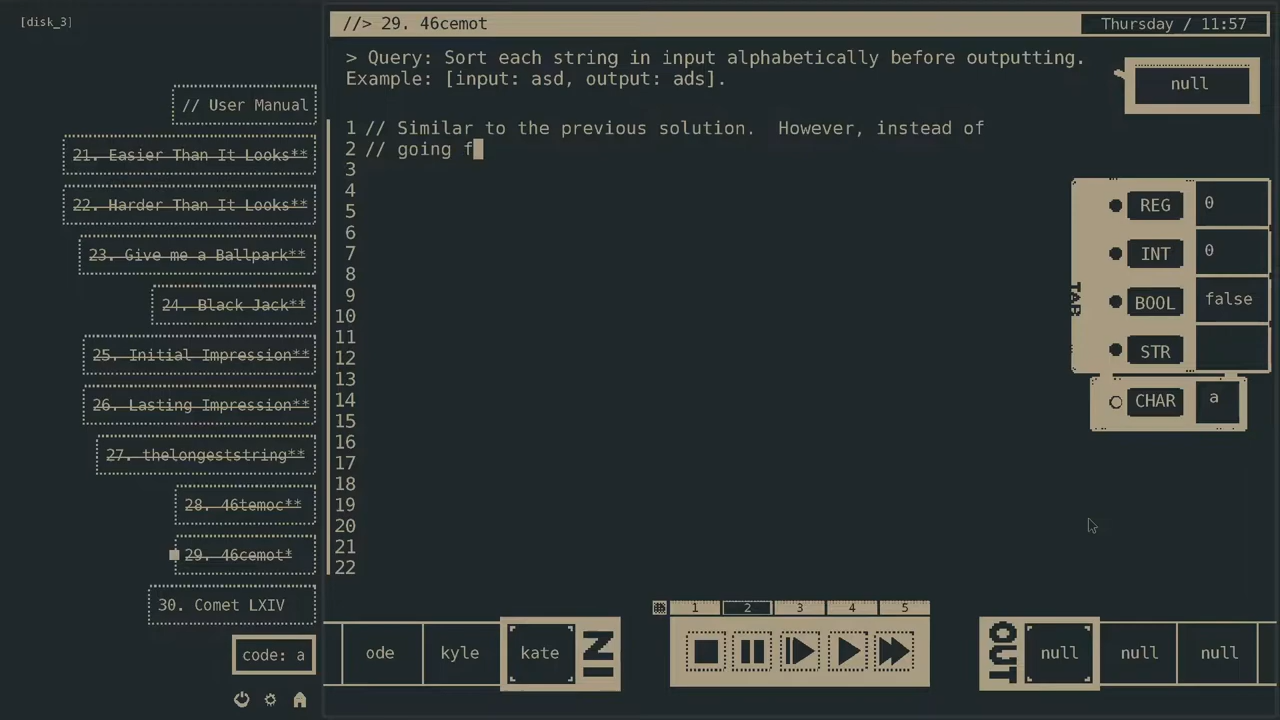 [disk_3]
// User Manual
21. Easier Than It Looks**
22. Harder Than It Looks**
23. Give me a Ballpark**
24. Black Jack**
25. Initial Impression**
26. Lasting Impression**
27. thelongeststring**
28. 46temoc**
29. 46cemot*
30. Comet LXIV
code: a
//> 29. 46cemot
Thursday / 11:57
> Query: Sort each string in input alphabetically before outputting.
Example: [input: asd, output: ads].
null
1 // Similar to the previous solution.  However, instead of
2 // going f
3
4
5
6
7
8
9
10
11
12
13
14
15
16
17
18
19
20
21
22
TAP
REG 0
INT 0
BOOL false
STR
CHAR a
ode kyle kate IN
1 2 3 4 5
OUT null null null